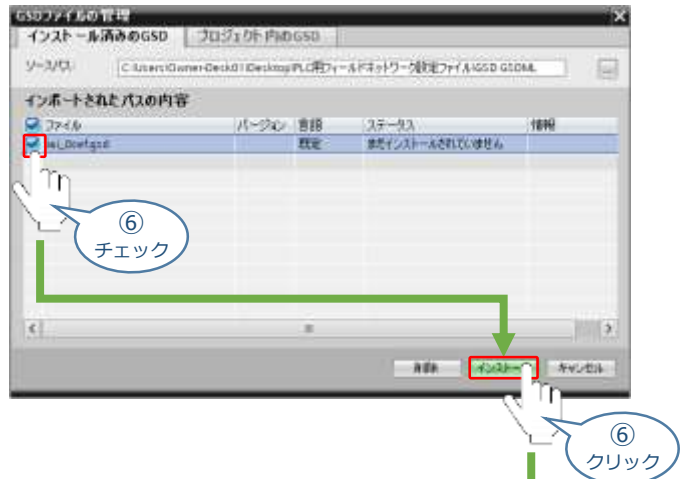 GSDファイルの管理
インストール済みのGSD プロジェクト内のGSD
ソースパス: 
インポートされたパスの内容
ファイル バージョン 言語 ステータス 情報
既定 まだインストールされていません
⑥
チェック
削除 インストー キャンセル
⑥
クリック